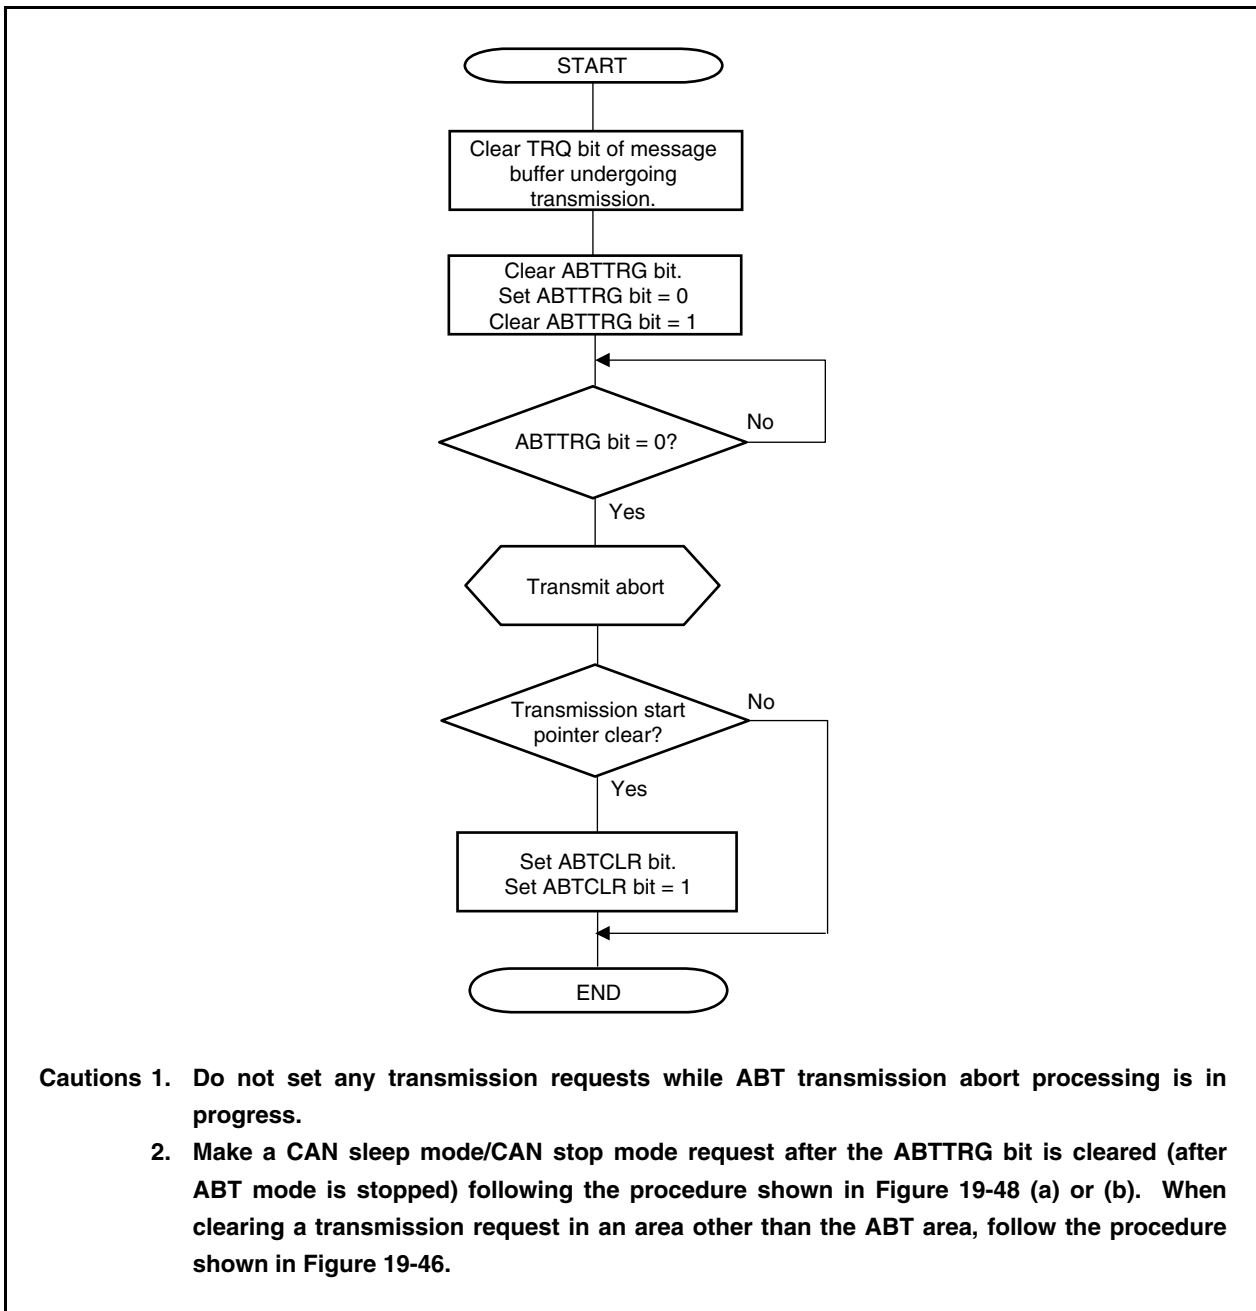 START
Clear TRQ bit of message
buffer undergoing
transmission.
Clear ABTTRG bit.
Set ABTTRG bit = 0
Clear ABTTRG bit = 1
ABTTRG bit = 0?
No
Yes
Transmit abort
Transmission start
pointer clear?
No
Yes
Set ABTCLR bit.
Set ABTCLR bit = 1
END
Cautions 1. Do not set any transmission requests while ABT transmission abort processing is in
progress.
2. Make a CAN sleep mode/CAN stop mode request after the ABTTRG bit is cleared (after
ABT mode is stopped) following the procedure shown in Figure 19-48 (a) or (b). When
clearing a transmission request in an area other than the ABT area, follow the procedure
shown in Figure 19-46.